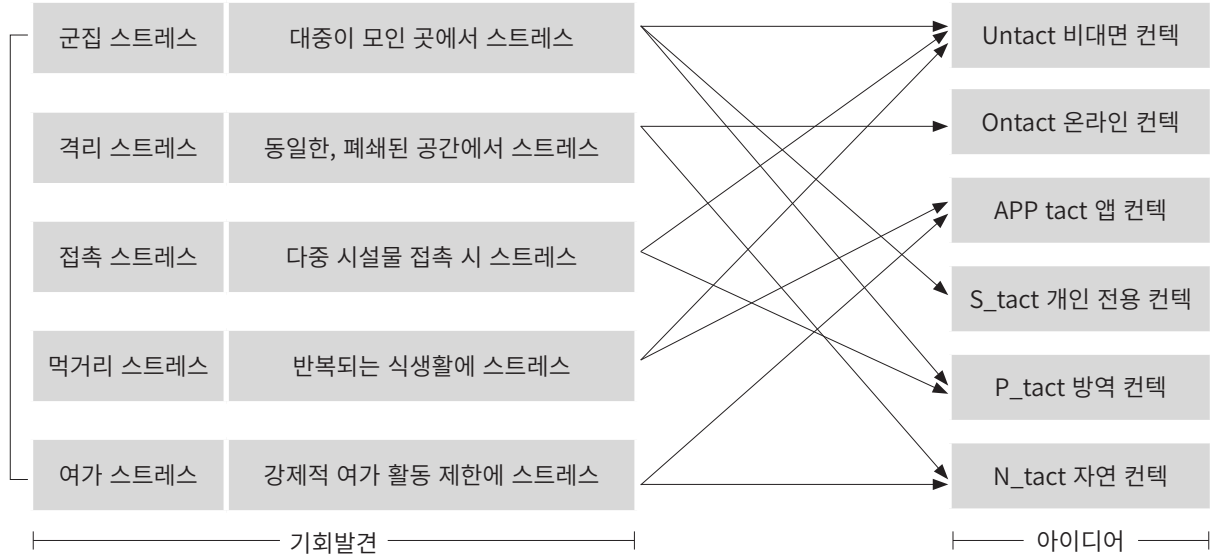 군집 스트레스
대중이 모인 곳에서 스트레스
격리 스트레스
동일한, 폐쇄된 공간에서 스트레스
접촉 스트레스
다중 시설물 접촉 시 스트레스
먹거리 스트레스
반복되는 식생활에 스트레스
여가 스트레스
강제적 여가 활동 제한에 스트레스
기회발견
Untact 비대면 컨텍
Ontact 온라인 컨텍
APP tact 앱 컨텍
S_tact 개인 전용 컨텍
P_tact 방역 컨텍
N_tact 자연 컨텍
아이디어